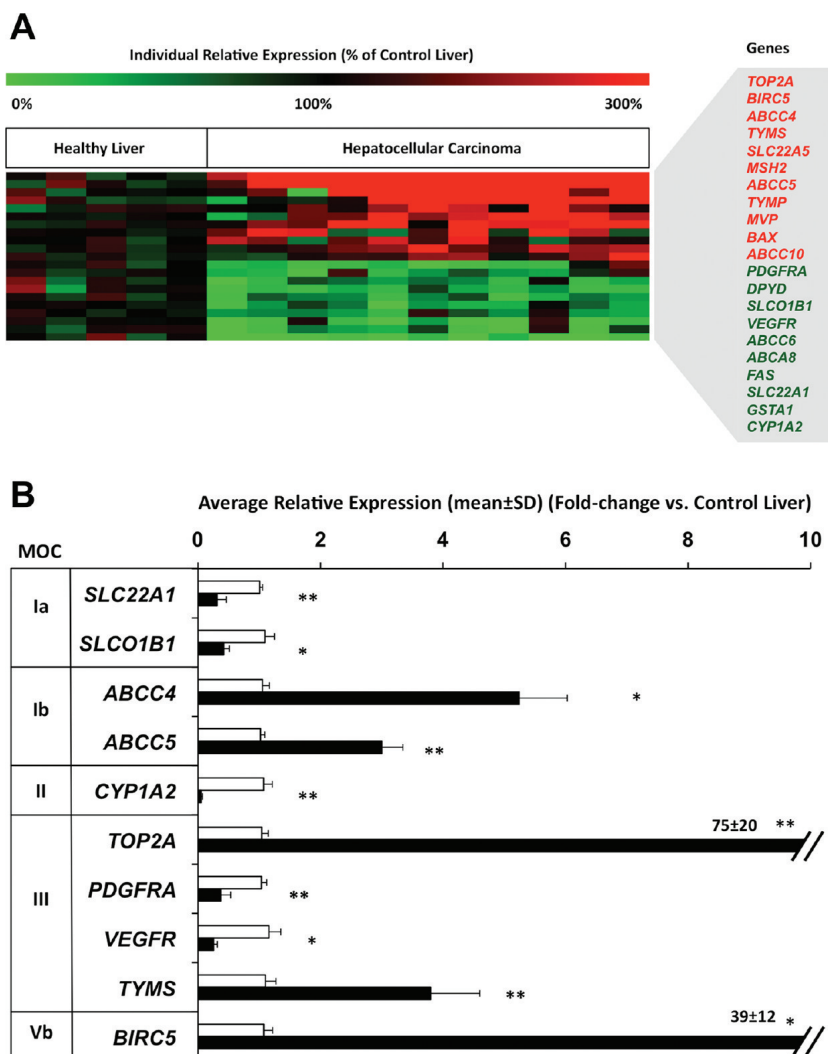 A
Individual Relative Expression (% of Control Liver)
0% 100% 300%
Healthy Liver Hepatocellular Carcinoma
Genes
TOP2A
BIRC5
ABCC4
TYMS
SLC22A5
MSH2
ABCC5
TYMP
MVP
BAX
ABCC10
PDGFRA
DPYD
SLCO1B1
VEGFR
ABCC6
ABCA8
FAS
SLC22A1
GSTA1
CYP1A2
B
Average Relative Expression (mean±SD) (Fold-change vs. Control Liver)
0 2 4 6 8 10
MOC
Ia
SLC22A1 **
SLCO1B1 *
Ib
ABCC4 *
ABCC5 **
II
CYP1A2 **
III
TOP2A 75±20 **
PDGFRA **
VEGFR *
TYMS **
Vb
BIRC5 39±12 *